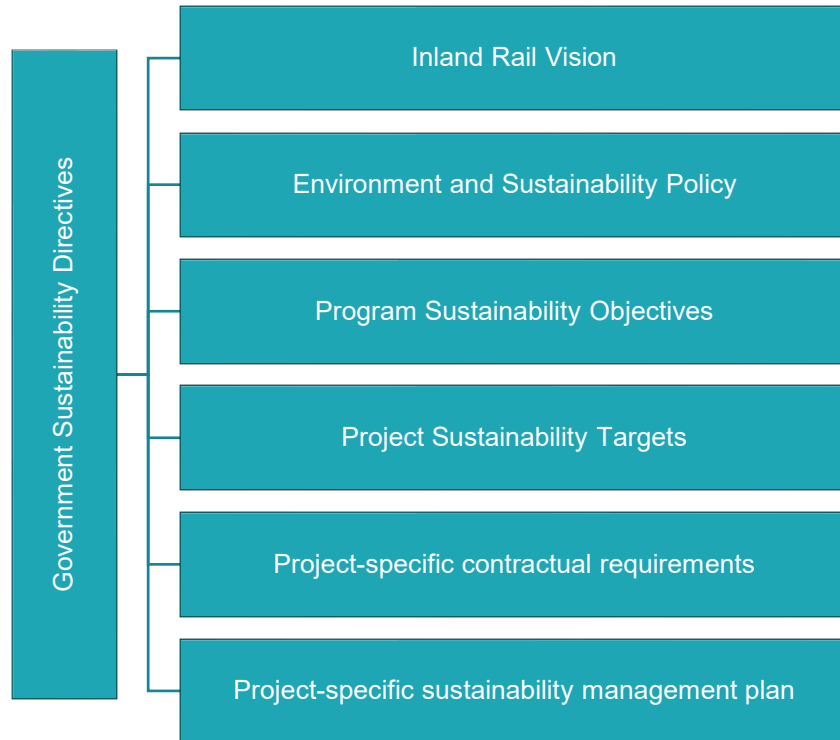 Government Sustainability Directives
Inland Rail Vision
Environment and Sustainability Policy
Program Sustainability Objectives
Project Sustainability Targets
Project-specific contractual requirements
Project-specific sustainability management plan